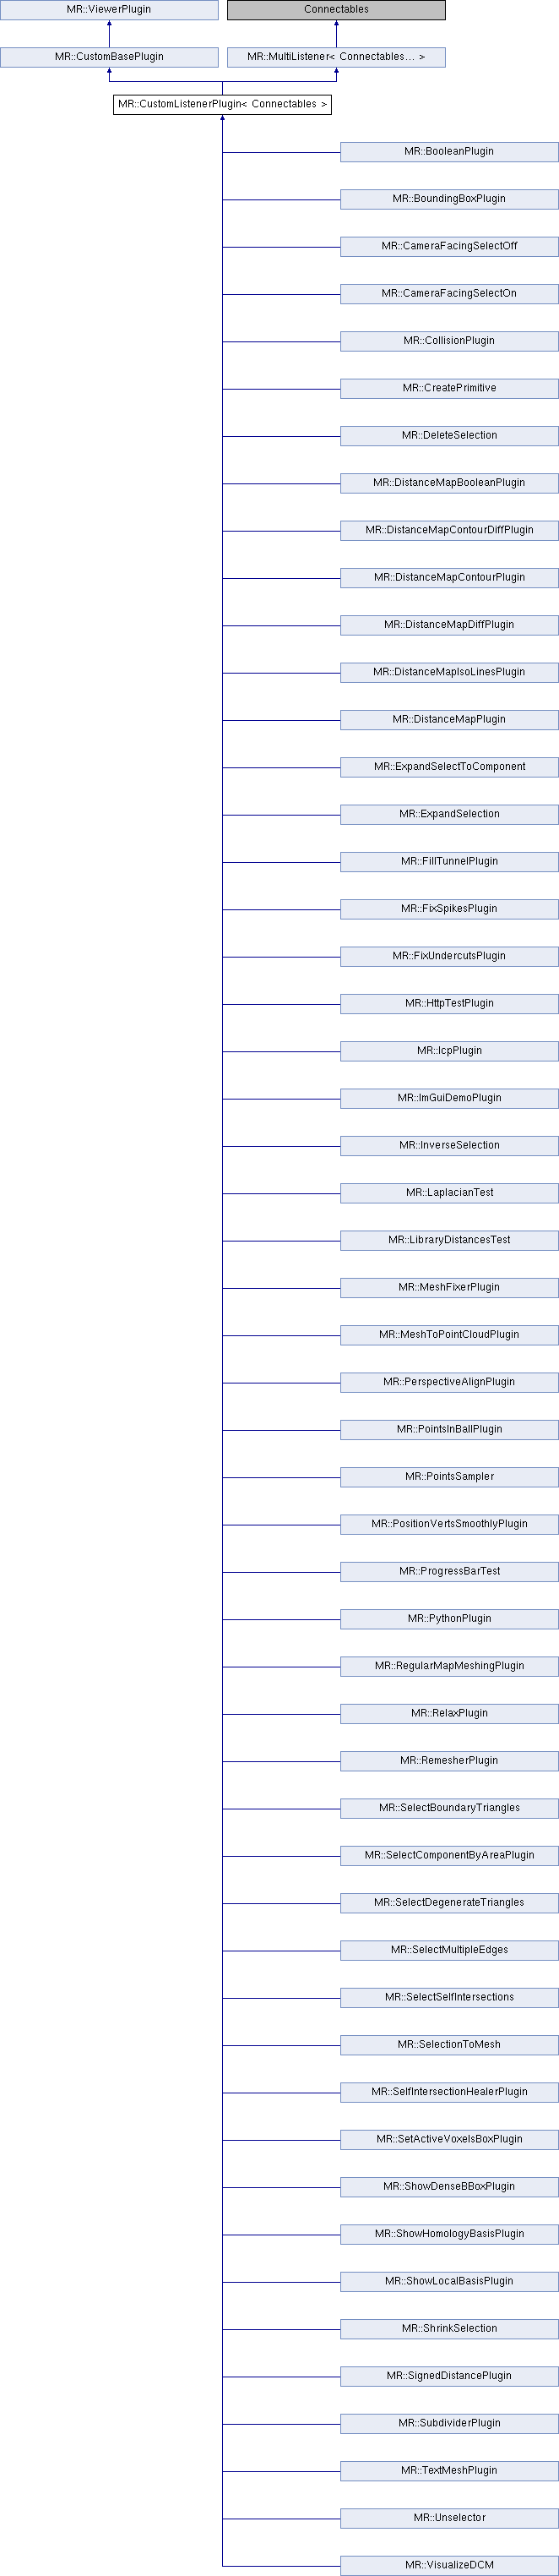 MR::ViewerPlugin
Connectables
MR::CustomBasePlugin
MR::MultiListener< Connectables... >
MR::CustomListenerPlugin< Connectables >
MR::BooleanPlugin
MR::BoundingBoxPlugin
MR::CameraFacingSelectOff
MR::CameraFacingSelectOn
MR::CollisionPlugin
MR::CreatePrimitive
MR::DeleteSelection
MR::DistanceMapBooleanPlugin
MR::DistanceMapContourDiffPlugin
MR::DistanceMapContourPlugin
MR::DistanceMapDiffPlugin
MR::DistanceMapIsoLinesPlugin
MR::DistanceMapPlugin
MR::ExpandSelectToComponent
MR::ExpandSelection
MR::FillTunnelPlugin
MR::FixSpikesPlugin
MR::FixUndercutsPlugin
MR::HttpTestPlugin
MR::IcpPlugin
MR::ImGuiDemoPlugin
MR::InverseSelection
MR::LaplacianTest
MR::LibraryDistancesTest
MR::MeshFixerPlugin
MR::MeshToPointCloudPlugin
MR::PerspectiveAlignPlugin
MR::PointsInBallPlugin
MR::PointsSampler
MR::PositionVertsSmoothlyPlugin
MR::ProgressBarTest
MR::PythonPlugin
MR::RegularMapMeshingPlugin
MR::RelaxPlugin
MR::RemesherPlugin
MR::SelectBoundaryTriangles
MR::SelectComponentByAreaPlugin
MR::SelectDegenerateTriangles
MR::SelectMultipleEdges
MR::SelectSelfIntersections
MR::SelectionToMesh
MR::SelfIntersectionHealerPlugin
MR::SetActiveVoxelsBoxPlugin
MR::ShowDenseBBoxPlugin
MR::ShowHomologyBasisPlugin
MR::ShowLocalBasisPlugin
MR::ShrinkSelection
MR::SignedDistancePlugin
MR::SubdividerPlugin
MR::TextMeshPlugin
MR::Unselector
MR::VisualizeDCM